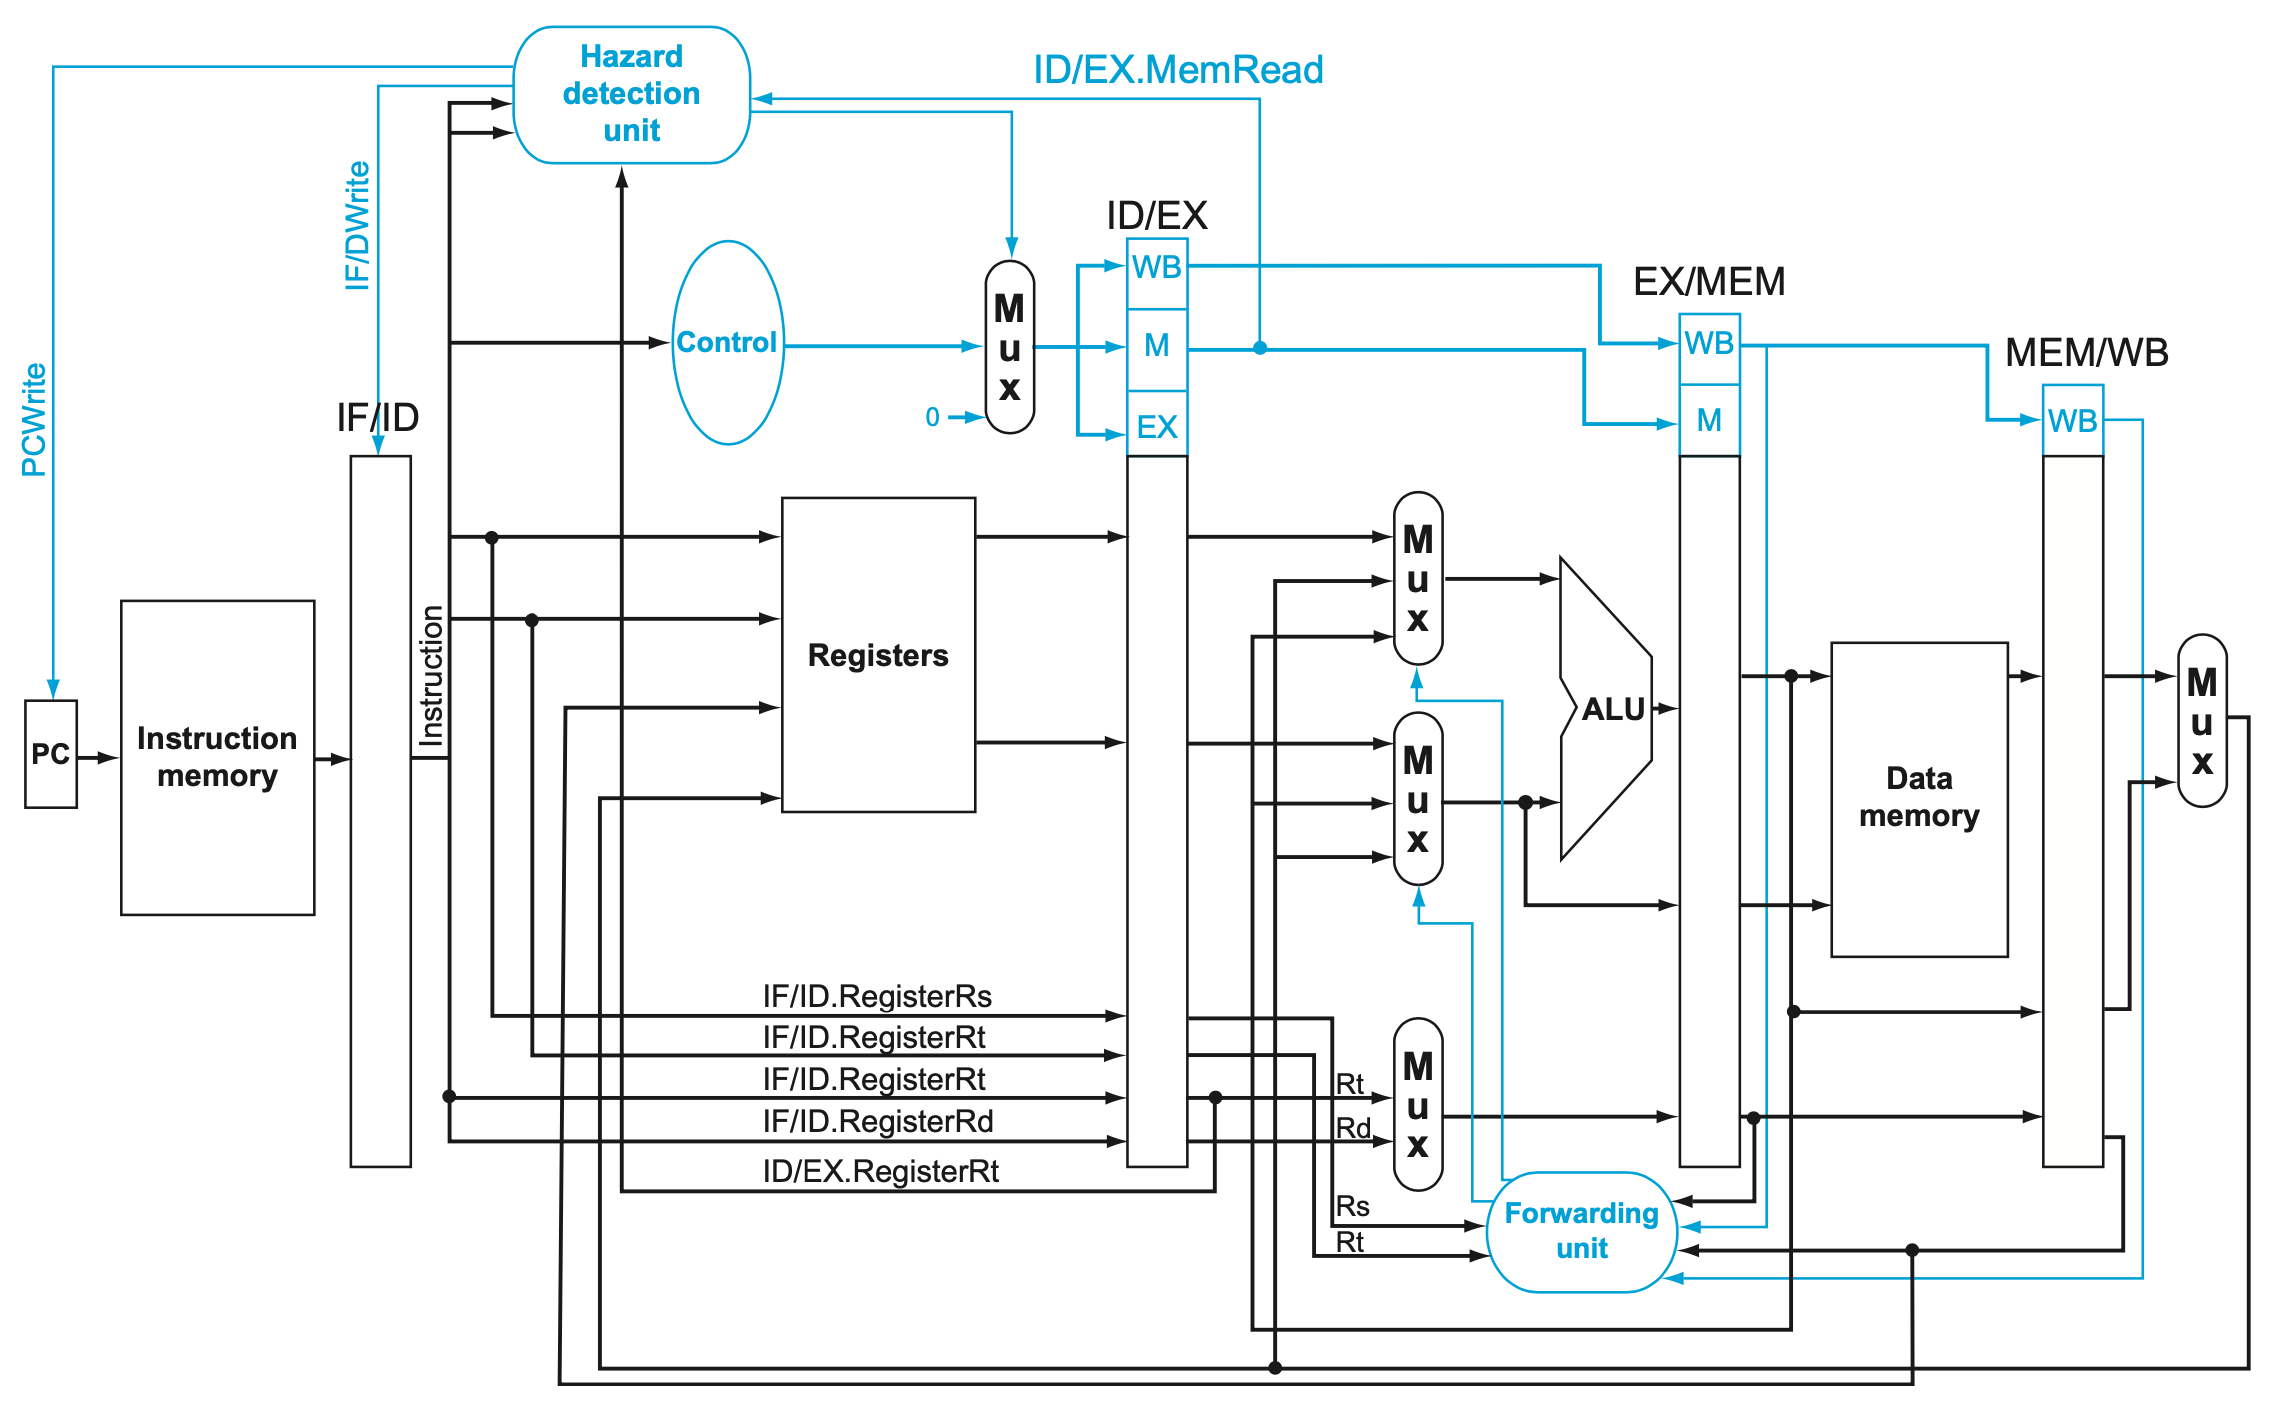 Hazard
detection
unit
ID/EX.MemRead
IF/DWrite
PCWrite
ID/EX
WB
M
EX
Control
M
u
x
0
EX/MEM
WB
M
MEM/WB
WB
IF/ID
PC
Instruction
memory
Instruction
Registers
M
u
x
M
u
x
ALU
Data
memory
M
u
x
IF/ID.RegisterRs
IF/ID.RegisterRt
IF/ID.RegisterRt
IF/ID.RegisterRd
ID/EX.RegisterRt
Rt
Rd
M
u
x
Rs
Rt
Forwarding
unit